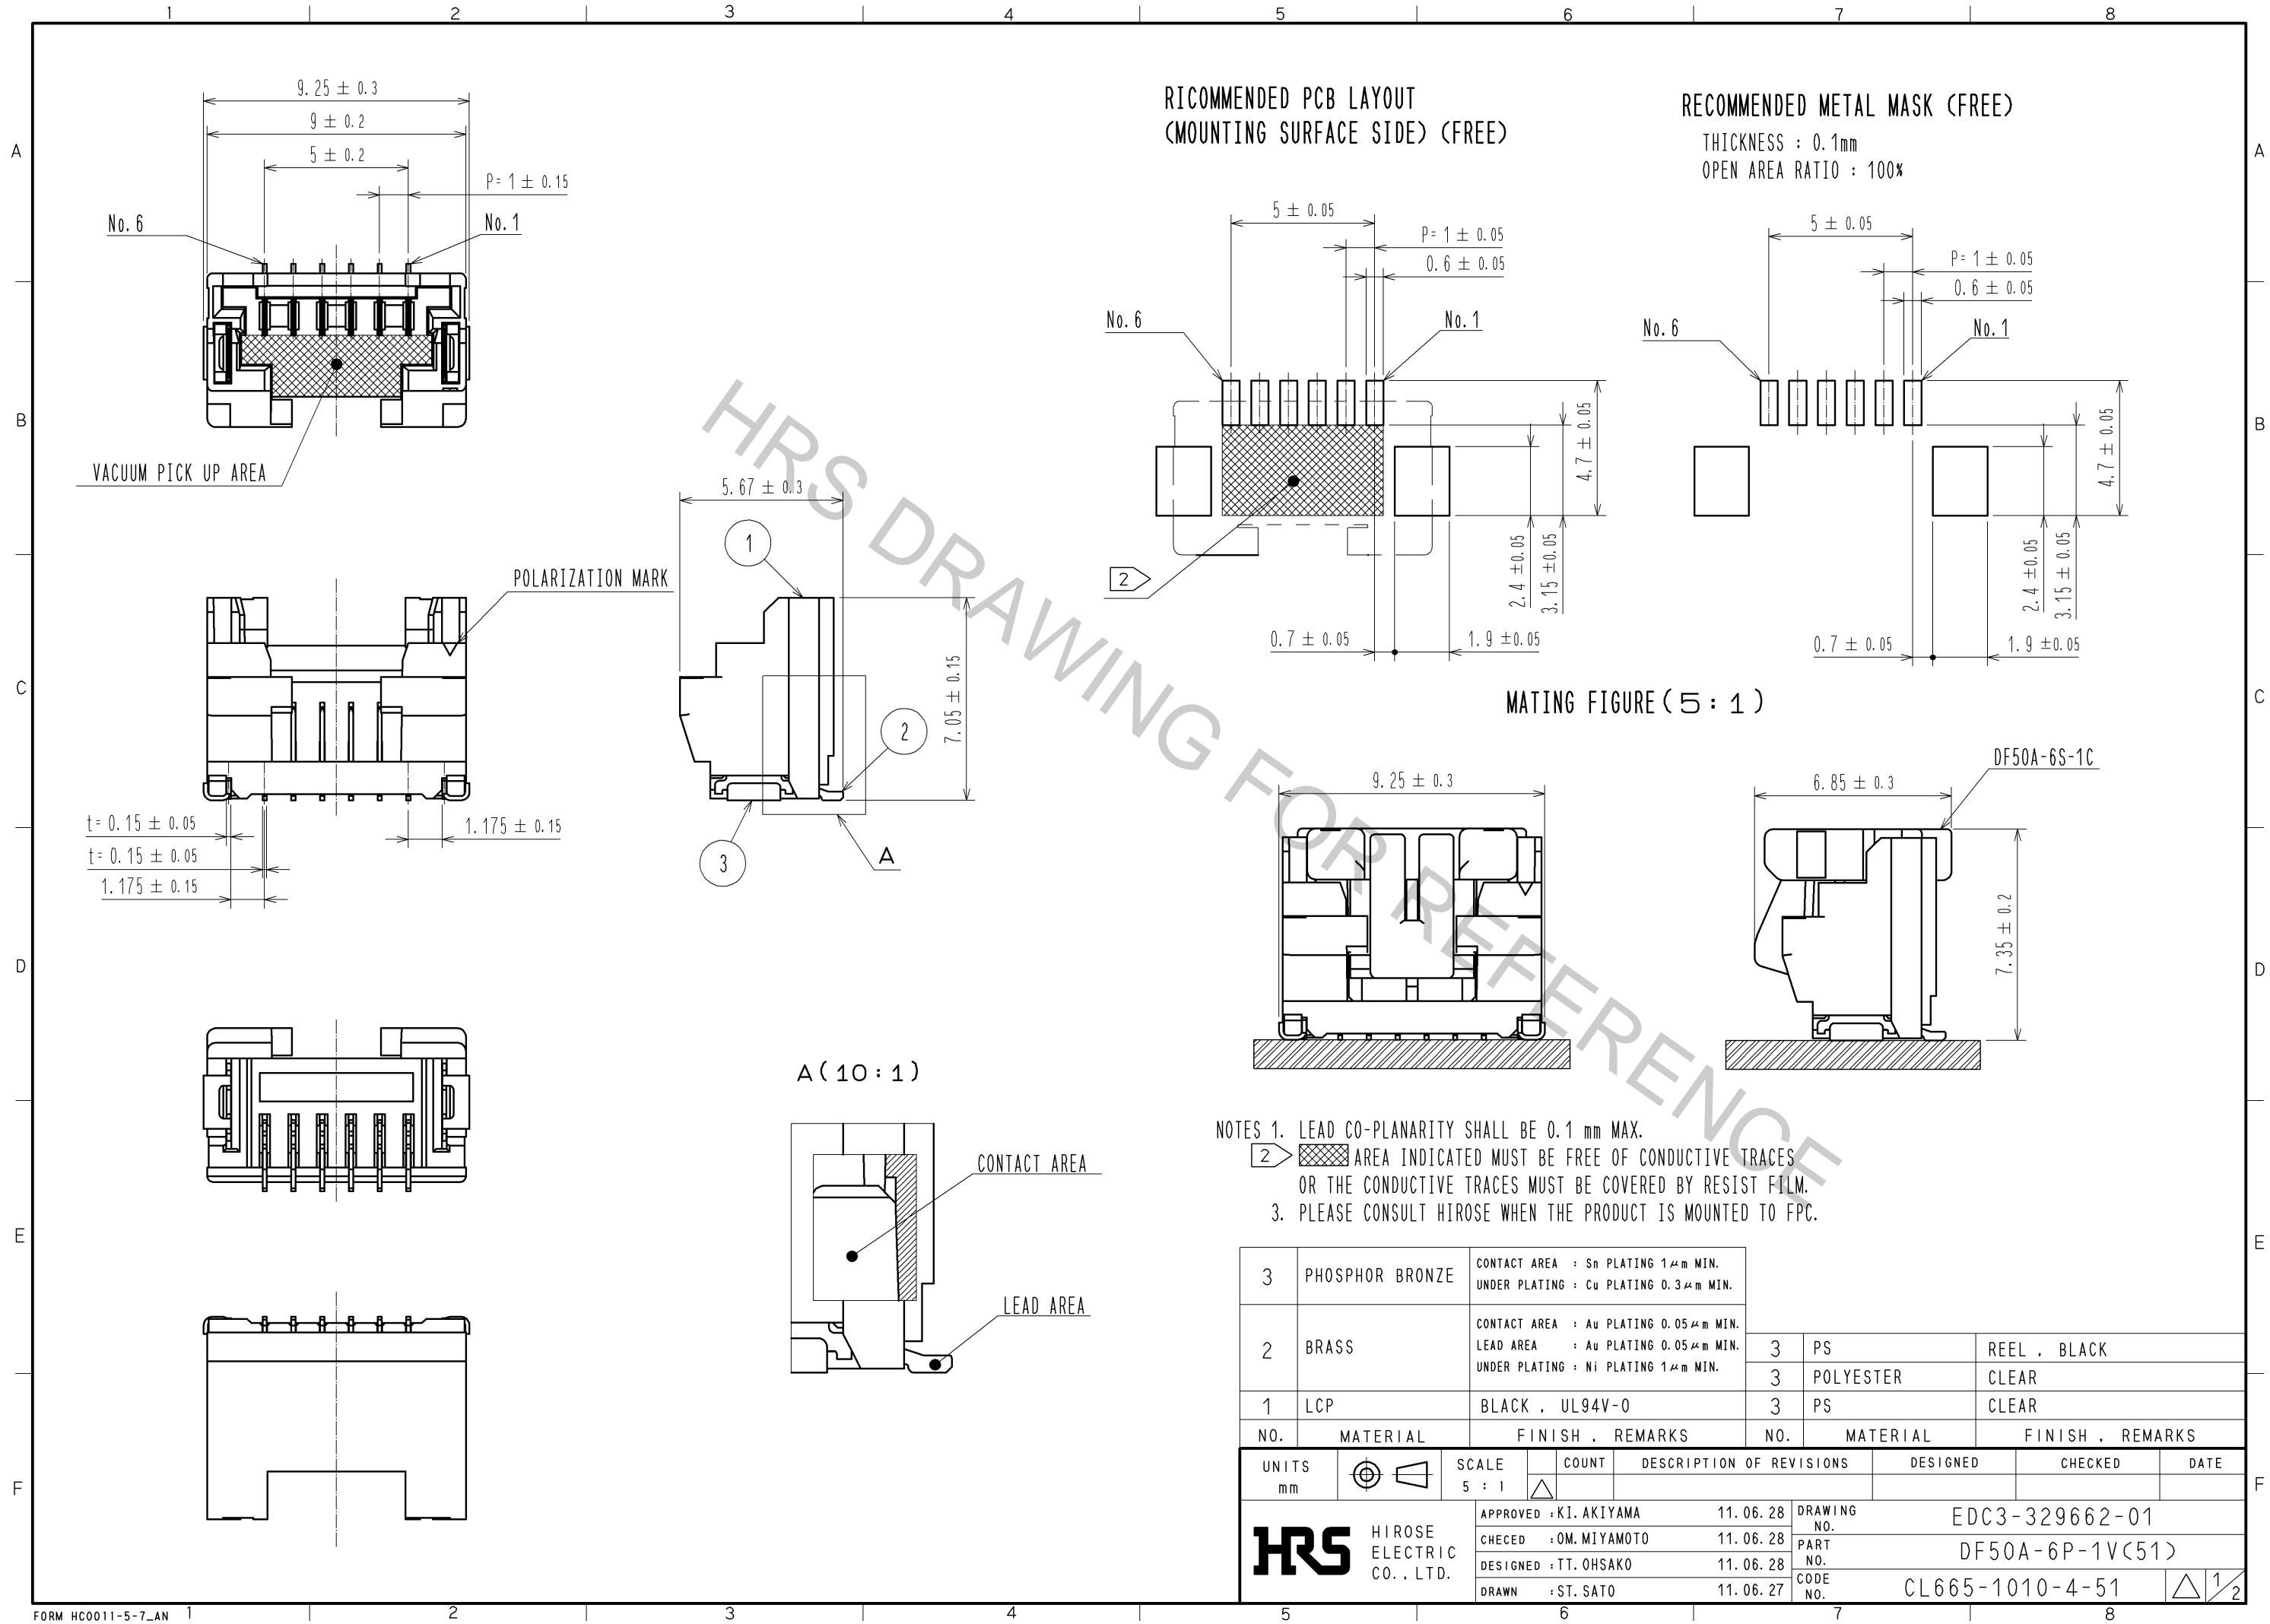 1 2 3 4 5 6 7 8
A
B
C
D
E
F
A
B
C
D
E
F
9.25 ± 0.3
9 ± 0.2
5 ± 0.2
P= 1 ± 0.15
No. 6
No. 1
VACUUM PICK UP AREA
POLARIZATION MARK
t= 0.15 ± 0.05
t= 0.15 ± 0.05
1.175 ± 0.15
1.175 ± 0.15
5.67 ± 0.3
1
2
3
7.05 ± 0.15
A
A(10:1)
CONTACT AREA
LEAD AREA
HRS DRAWING FOR REFERENCE
RICOMMENDED PCB LAYOUT
(MOUNTING SURFACE SIDE) (FREE)
5 ± 0.05
P= 1 ± 0.05
0.6 ± 0.05
No. 6
No. 1
4.7 ± 0.05
2.4 ±0.05
3.15 ±0.05
2
0.7 ± 0.05
1.9 ±0.05
RECOMMENDED METAL MASK (FREE)
THICKNESS : 0.1mm
OPEN AREA RATIO : 100%
5 ± 0.05
P= 1 ± 0.05
0.6 ± 0.05
No. 6
No. 1
4.7 ± 0.05
2.4 ±0.05
3.15 ± 0.05
0.7 ± 0.05
1.9 ±0.05
MATING FIGURE(5:1)
9.25 ± 0.3
6.85 ± 0.3
DF50A-6S-1C
7.35 ± 0.2
NOTES 1. LEAD CO-PLANARITY SHALL BE 0.1 mm MAX.
2 AREA INDICATED MUST BE FREE OF CONDUCTIVE TRACES
OR THE CONDUCTIVE TRACES MUST BE COVERED BY RESIST FILM.
3. PLEASE CONSULT HIROSE WHEN THE PRODUCT IS MOUNTED TO FPC.
3 PHOSPHOR BRONZE CONTACT AREA : Sn PLATING 1μm MIN.
UNDER PLATING : Cu PLATING 0.3μm MIN.
2 BRASS CONTACT AREA : Au PLATING 0.05μm MIN.
LEAD AREA : Au PLATING 0.05μm MIN.
UNDER PLATING : Ni PLATING 1μm MIN.
1 LCP BLACK , UL94V-0
NO. MATERIAL FINISH , REMARKS
3 PS REEL , BLACK
3 POLYESTER CLEAR
3 PS CLEAR
NO. MATERIAL FINISH , REMARKS
UNITS
mm
SCALE
5 : 1
COUNT DESCRIPTION OF REVISIONS DESIGNED CHECKED DATE
HRS
HIROSE
ELECTRIC
CO.,LTD.
APPROVED :KI.AKIYAMA 11.06.28
CHECED :OM.MIYAMOTO 11.06.28
DESIGNED :TT.OHSAKO 11.06.28
DRAWN :ST.SATO 11.06.27
DRAWING NO. EDC3-329662-01
PART NO. DF50A-6P-1V(51)
CODE NO. CL665-1010-4-51
1/2
FORM HC0011-5-7_AN
1 2 3 4 5 6 7 8